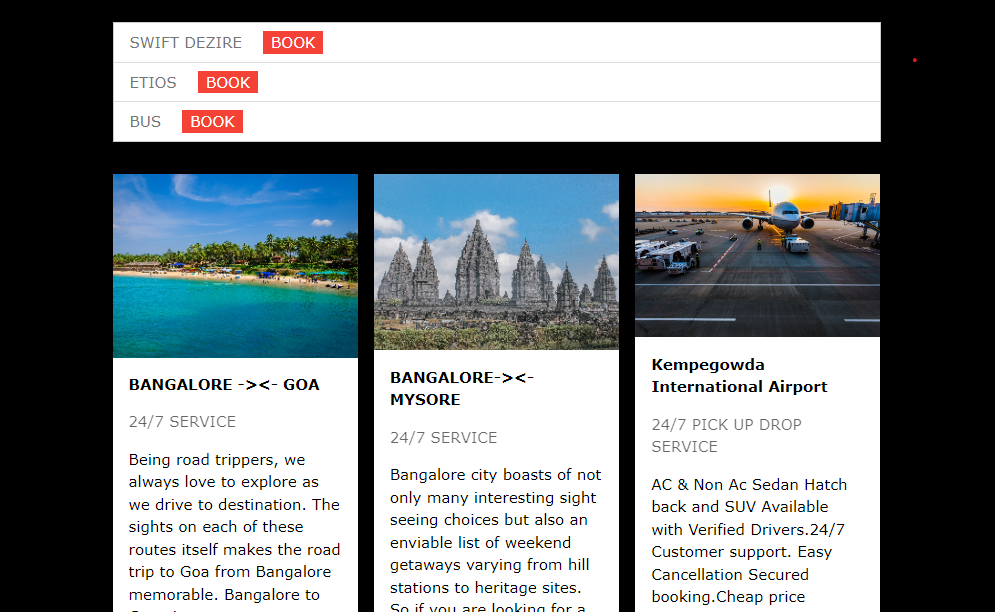 SWIFT DEZIRE BOOK
ETIOS BOOK
BUS BOOK
BANGALORE -><- GOA
24/7 SERVICE
Being road trippers, we
always love to explore as
we drive to destination. The
sights on each of these
routes itself makes the road
trip to Goa from Bangalore
memorable. Bangalore to
BANGALORE-><-
MYSORE
24/7 SERVICE
Bangalore city boasts of not
only many interesting sight
seeing choices but also an
enviable list of weekend
getaways varying from hill
stations to heritage sites.
So if you are looking for a
Kempegowda
International Airport
24/7 PICK UP DROP
SERVICE
AC & Non Ac Sedan Hatch
back and SUV Available
with Verified Drivers.24/7
Customer support. Easy
Cancellation Secured
booking.Cheap price